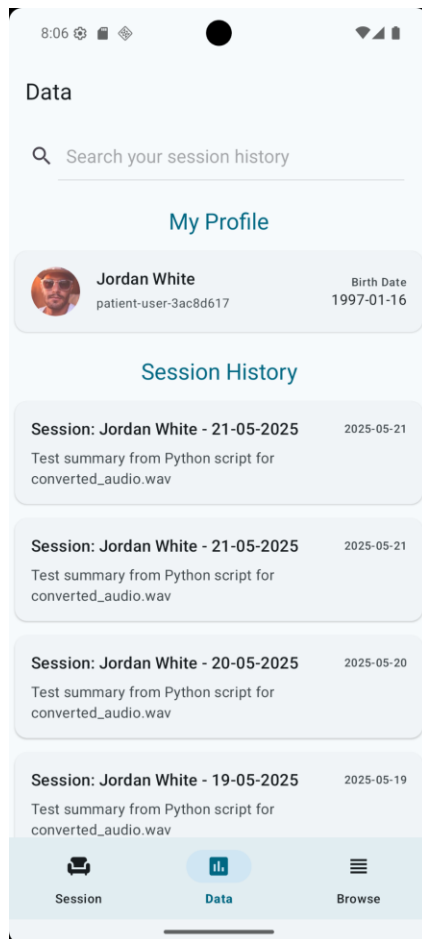 8:06
Data
Search your session history
My Profile
Jordan White
patient-user-3ac8d617
Birth Date
1997-01-16
Session History
Session: Jordan White - 21-05-2025
2025-05-21
Test summary from Python script for
converted_audio.wav
Session: Jordan White - 21-05-2025
2025-05-21
Test summary from Python script for
converted_audio.wav
Session: Jordan White - 20-05-2025
2025-05-20
Test summary from Python script for
converted_audio.wav
Session: Jordan White - 19-05-2025
2025-05-19
Test summary from Python script for
converted_audio.wav
Session
Data
Browse